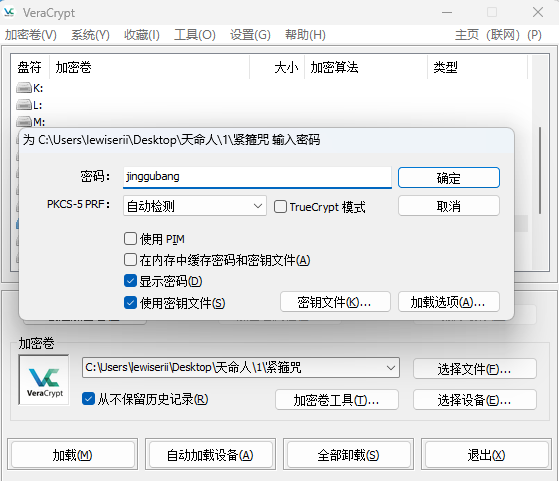 VeraCrypt
加密卷(V) 系统(Y) 收藏(I) 工具(O) 设置(G) 帮助(H) 主页（联网）(P)
盘符 加密卷 大小 加密算法 类型
K:
L:
M:
为 C:\Users\lewiserii\Desktop\天命人\1\紧箍咒 输入密码
密码： jinggubang 确定
PKCS-5 PRF： 自动检测 TrueCrypt 模式 取消
使用 PIM
在内存中缓存密码和密钥文件(A)
显示密码(D)
使用密钥文件(S) 密钥文件(K)... 加载选项(A)...
加密卷
VeraCrypt C:\Users\lewiserii\Desktop\天命人\1\紧箍咒 选择文件(F)...
从不保留历史记录(R) 加密卷工具(T)... 选择设备(E)...
加载(M) 自动加载设备(A) 全部卸载(S) 退出(X)